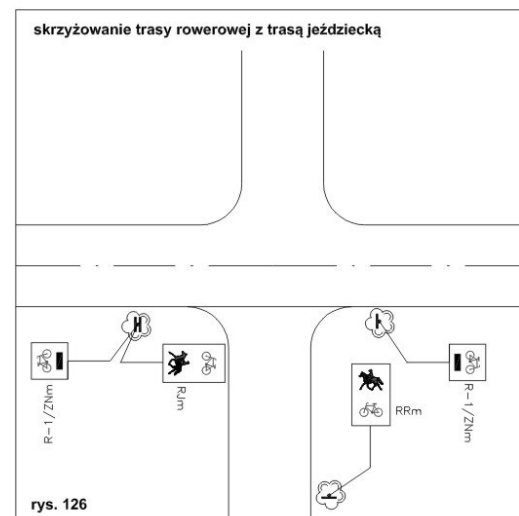 skrzyżowanie trasy rowerowej z trasą jeździecką
R-1/ZNm
RJm
RRm
R-1/ZNm
rys. 126